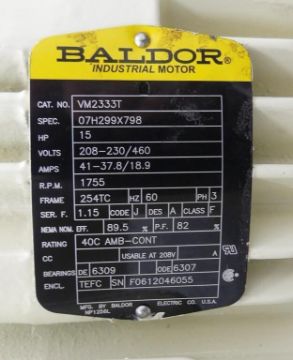 BALDOR®
INDUSTRIAL MOTOR
CAT. NO. VM2333T
SPEC. 07H299X798
HP 15
VOLTS 208-230/460
AMPS 41-37.8/18.9
R.P.M. 1755
FRAME 254TC HZ 60 PH 3
SER. F. 1.15 CODE J DES A CLASS F
NEMA NOM. EFF. 89.5 % P.F. 82 %
RATING 40C AMB-CONT
CC USABLE AT 208V A
BEARINGS DE 6309 ODE 6307
ENCL. TEFC SN F0612046055
MFG. BY BALDOR ELECTRIC CO. U.S.A.